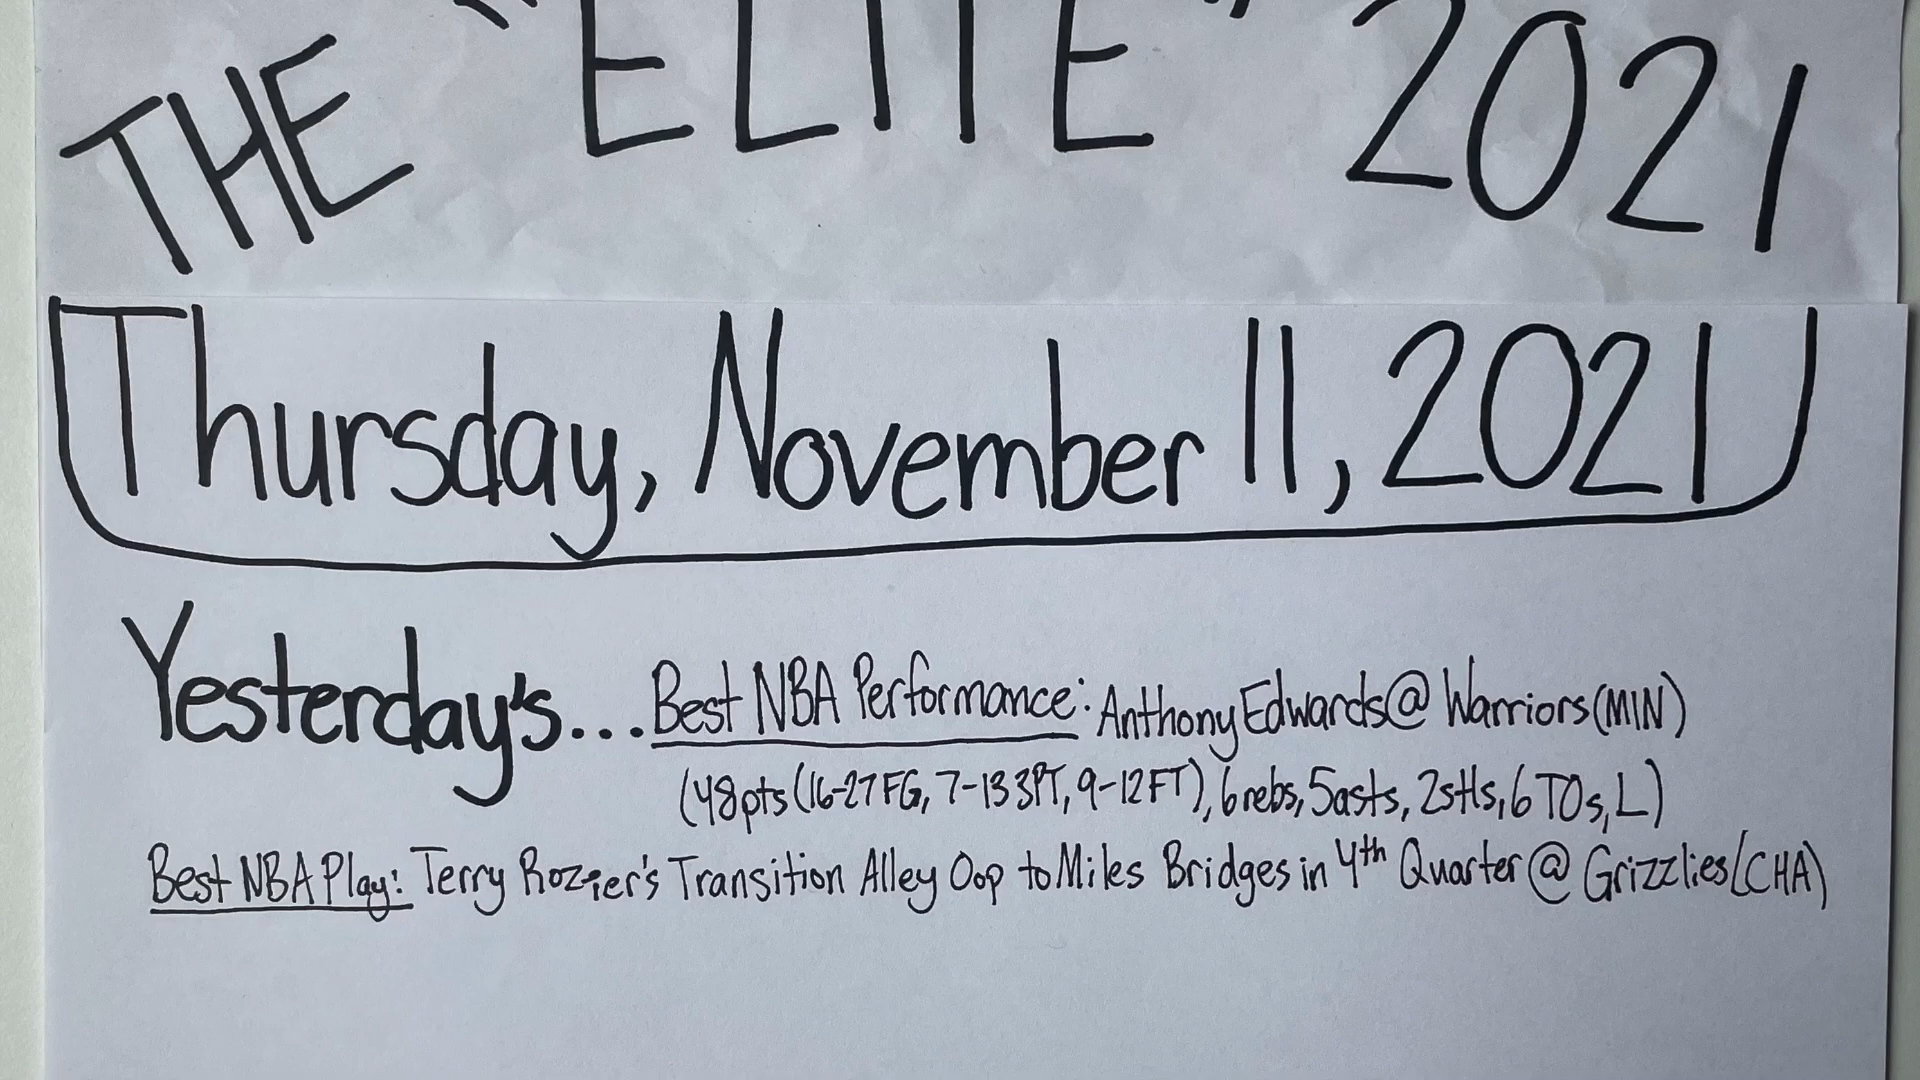 THE "ELITE" 2021
Thursday, November 11, 2021
Yesterday's... Best NBA Performance: Anthony Edwards @ Warriors (MIN)
(48pts (16-27 FG, 7-13 3PT, 9-12 FT), 6 rebs, 5 asts, 2 stls, 6 TOs, L)
Best NBA Play: Terry Rozier's Transition Alley Oop to Miles Bridges in 4th Quarter @ Grizzlies (CHA)